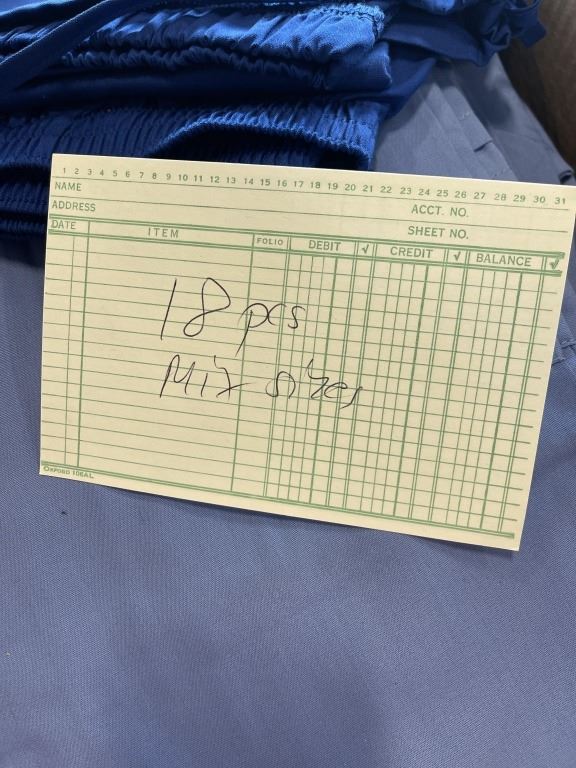 1 2 3 4 5 6 7 8 9 10 11 12 13 14 15 16 17 18 19 20 21 22 23 24 25 26 27 28 29 30 31
NAME ACCT. NO.
ADDRESS SHEET NO.
DATE ITEM FOLIO DEBIT √ CREDIT √ BALANCE √
18 pcs
Mix sizes
OXFORD IDEAL